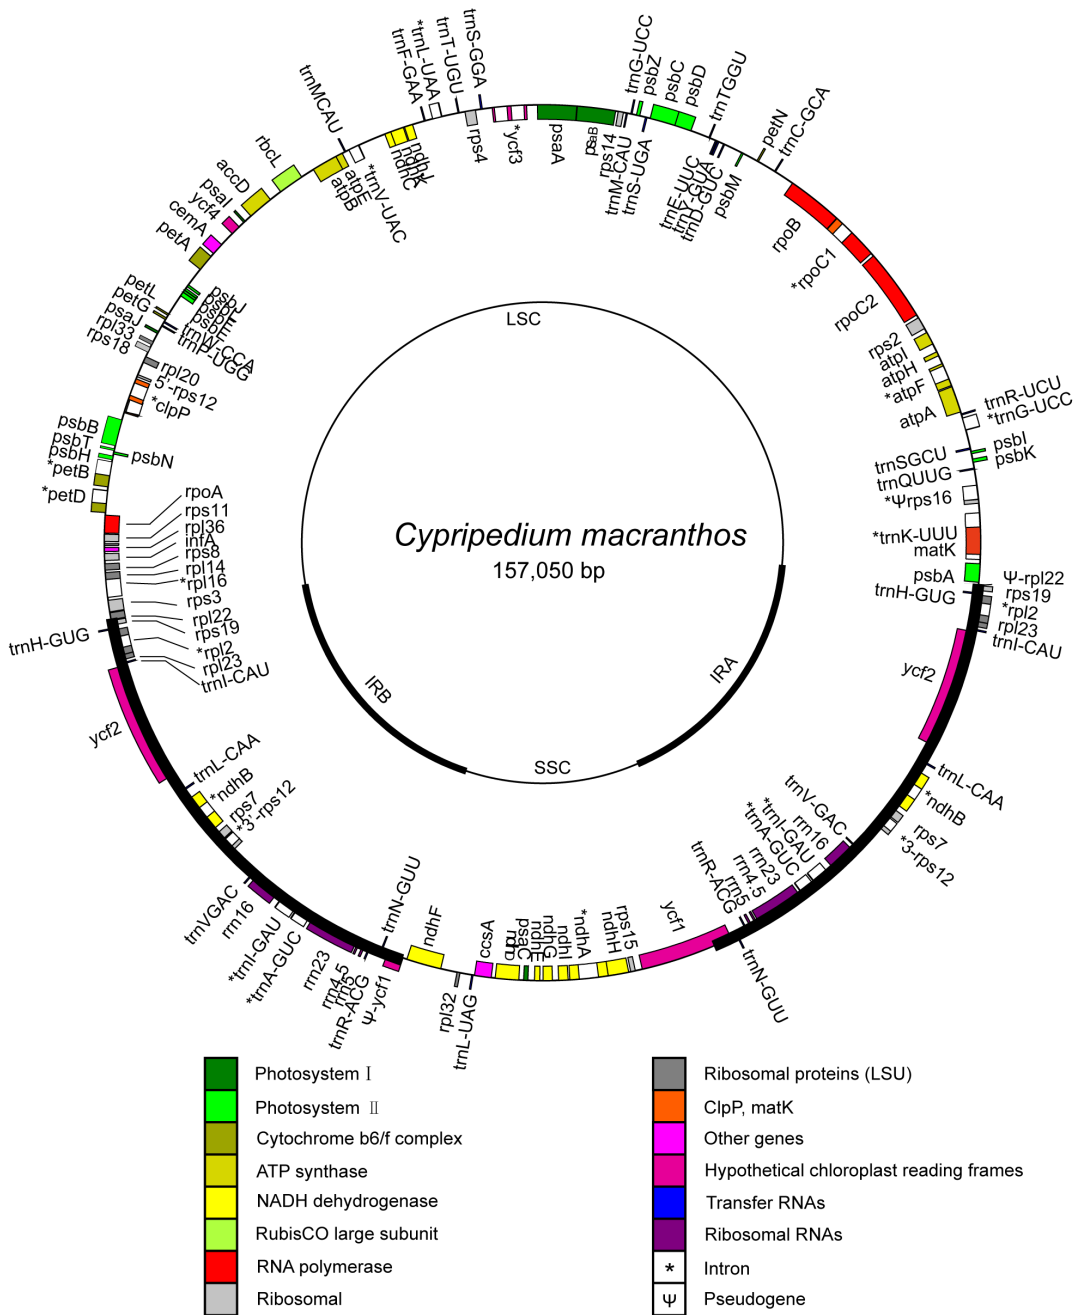 trnS-GGA
trnT-UGU
*trnL-UAA
trnF-GAA
trnMCAU
rbcL
accD
psaI
ycf4
cemA
petA
petL
petG
psaJ
rpl33
rps18
psbB
psbT
psbH
*petB
*petD
trnG-UCC
psbZ
psbC
psbD
trnTGGU
petN
trnC-GCA
rps4
*ycf3
psaA
psaB
rps14
trnM-CAU
trnS-UGA
trnE-UUC
trnY-GUA
trnD-GUC
psbM
rpoB
*rpoC1
rpoC2
rps2
atpI
atpH
*atpF
atpA
trnR-UCU
*trnG-UCC
psbI
psbK
trnSGCU
trnQUUG
*Ψrps16
*trnK-UUU
matK
psbA
trnH-GUG
Ψ-rpl22
rps19
*rpl2
rpl23
trnI-CAU
ndhK
ndhC
*trnV-UAC
atpE
atpB
psbJ
psbE
trnW-CCA
trnP-UGG
rpl20
5'-rps12
*clpP
psbN
rpoA
rps11
rpl36
infA
rps8
rpl14
*rpl16
rps3
rpl22
rps19
*rpl2
rpl23
trnI-CAU
trnH-GUG
LSC
Cypripedium macranthos
157,050 bp
IRB
IRA
SSC
ycf2
trnL-CAA
*ndhB
rps7
*3'-rps12
trnVGAC
rrn16
*trnI-GAU
*trnA-GUC
rrn23
rrn4.5
rrn5
trnR-ACG
Ψ-ycf1
trnN-GUU
ndhF
rpl32
trnL-UAG
ccsA
ndhD
psaC
ndhE
ndhG
ndhI
*ndhA
ndhH
rps15
ycf1
trnN-GUU
trnR-ACG
rrn5
rrn4.5
rrn23
*trnA-GUC
*trnI-GAU
rrn16
trnV-GAC
*3-rps12
rps7
*ndhB
trnL-CAA
ycf2
Photosystem Ⅰ
Photosystem Ⅱ
Cytochrome b6/f complex
ATP synthase
NADH dehydrogenase
RubisCO large subunit
RNA polymerase
Ribosomal
Ribosomal proteins (LSU)
ClpP, matK
Other genes
Hypothetical chloroplast reading frames
Transfer RNAs
Ribosomal RNAs
* Intron
Ψ Pseudogene